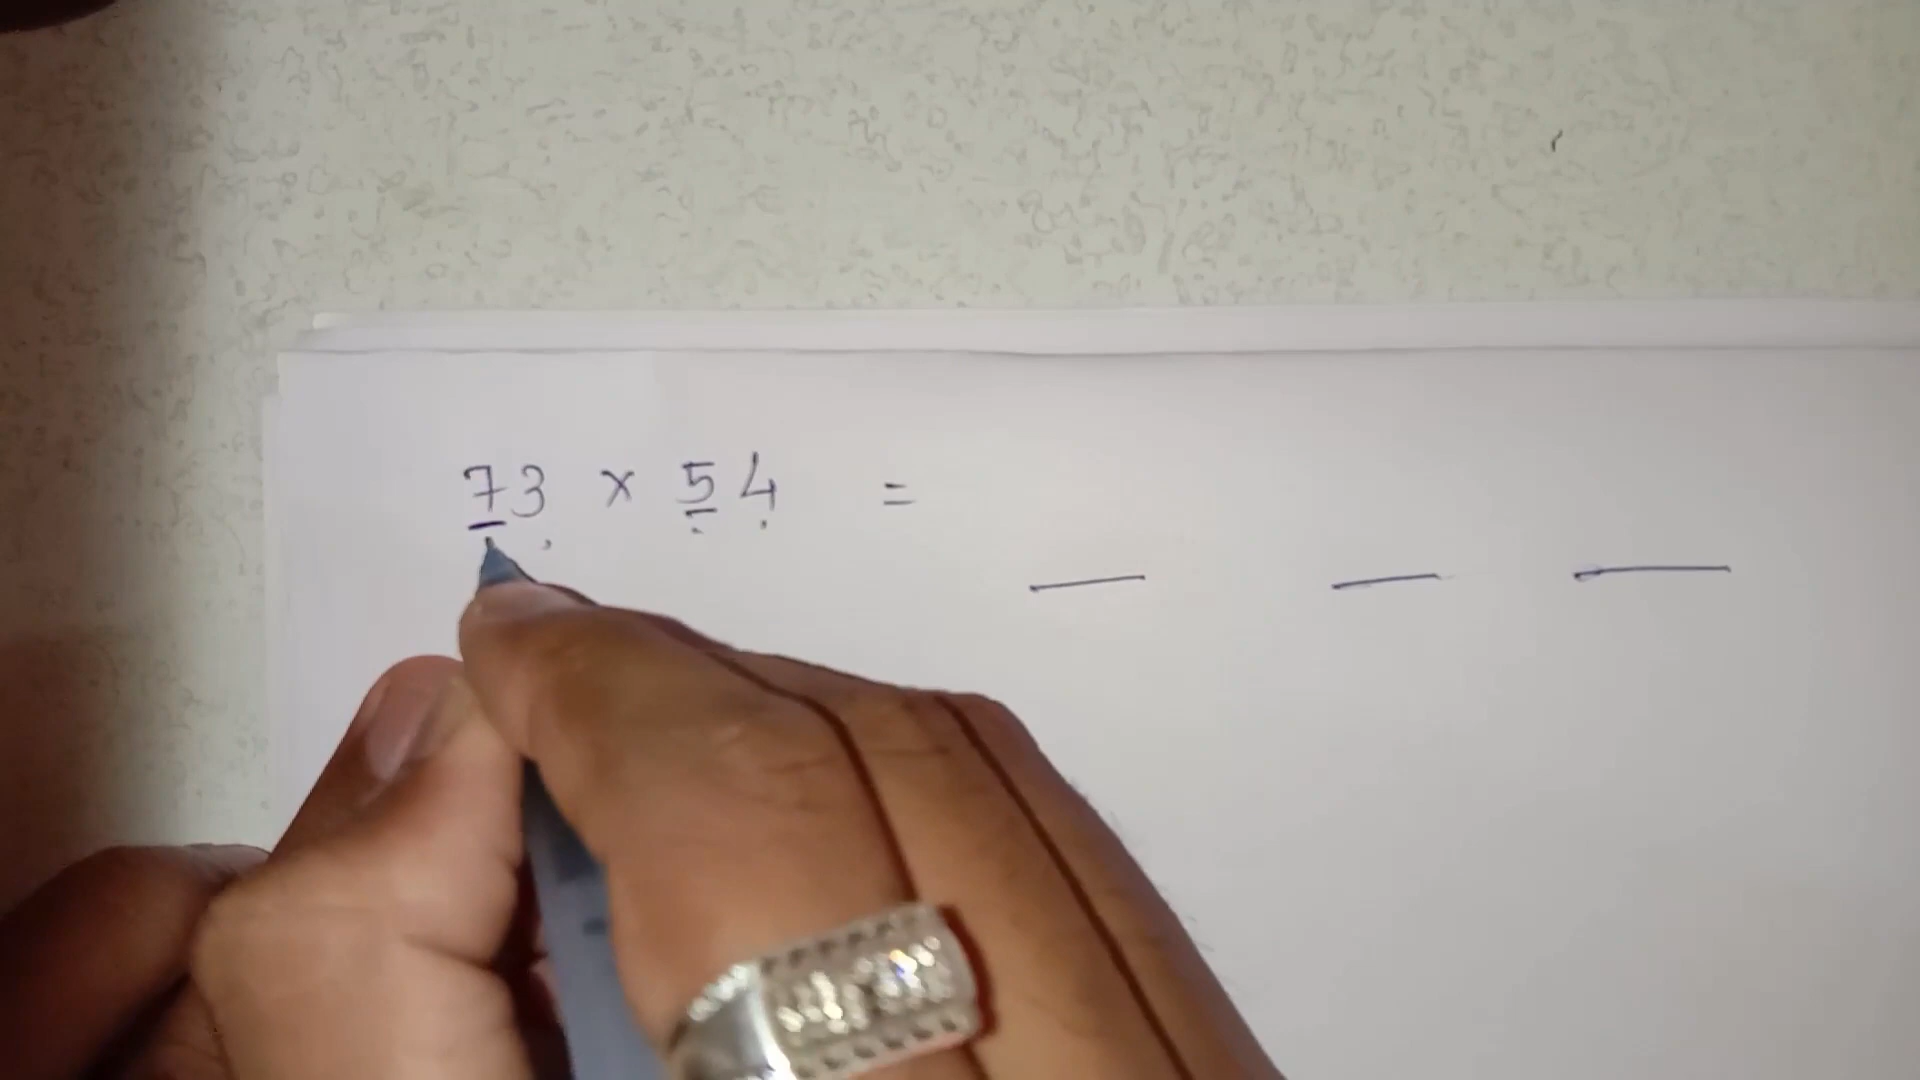 73 × 54 =